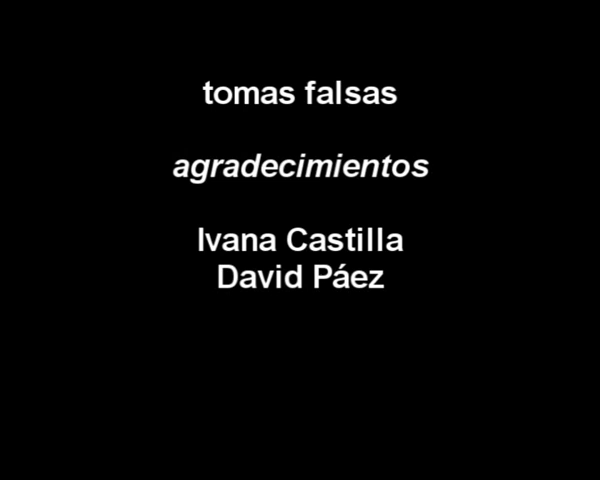 tomas falsas
agradecimientos
Ivana Castilla
David Páez